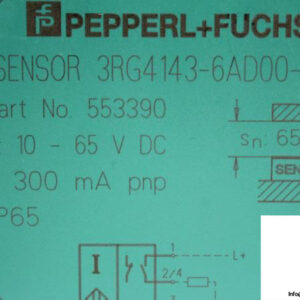 PEPPERL+FUCHS
SENSOR 3RG4143-6AD00-
art No. 553390
: 10 - 65 V DC
300 mA pnp
P65
sn: 65
SEN
I
1
L+
2/4
Info